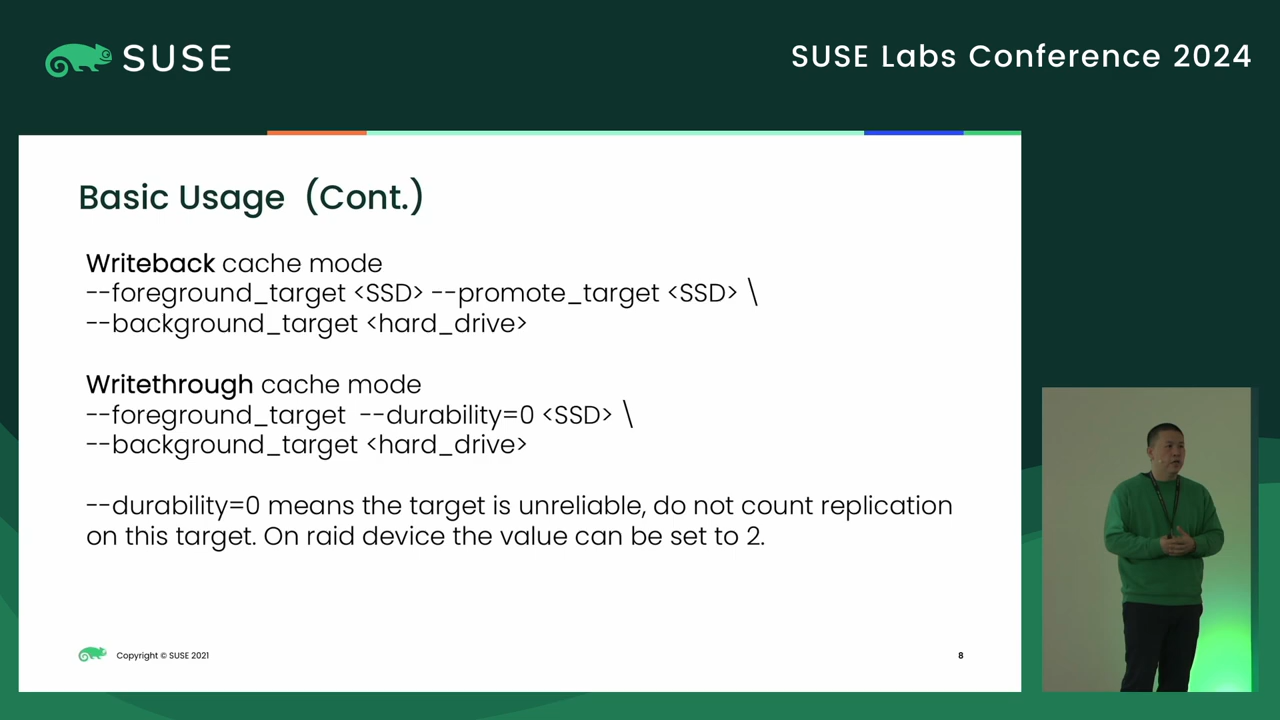 SUSE
SUSE Labs Conference 2024
Basic Usage (Cont.)
Writeback cache mode
--foreground_target <SSD> --promote_target <SSD> \
--background_target <hard_drive>
Writethrough cache mode
--foreground_target --durability=0 <SSD> \
--background_target <hard_drive>
--durability=0 means the target is unreliable, do not count replication
on this target. On raid device the value can be set to 2.
Copyright © SUSE 2021
8